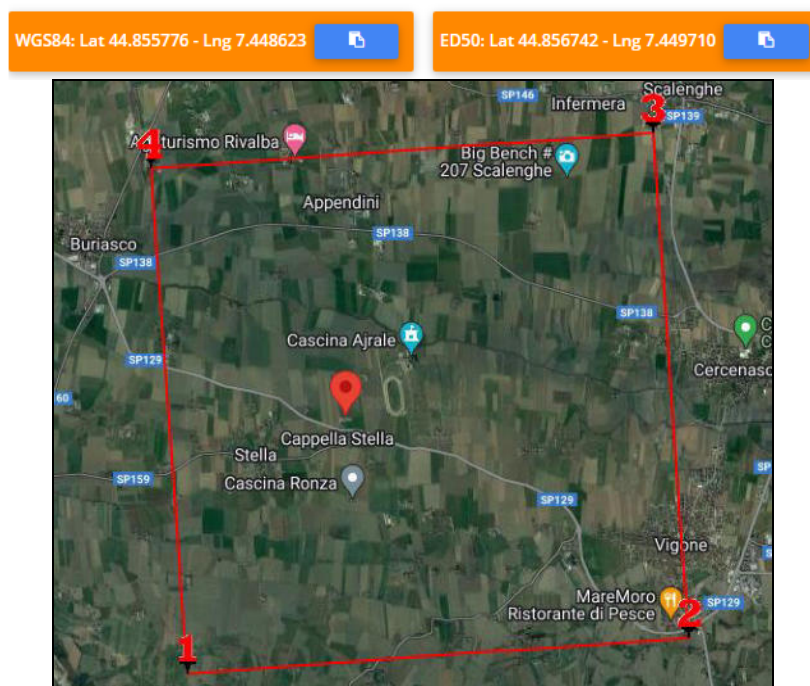 WGS84: Lat 44.855776 - Lng 7.448623
ED50: Lat 44.856742 - Lng 7.449710
Scalenghe
SP146
Infermera
3
SP139
4
turismo Rivalba
Big Bench #
207 Scalenghe
Appendini
SP138
Buriasco
SP138
SP138
C
C
Cascina Ajrale
SP129
Cercenasc
60
Cappella Stella
Stella
SP159
SP
Cascina Ronza
SP129
Vigone
S
MareMoro
Ristorante di Pesce
SP129
2
1